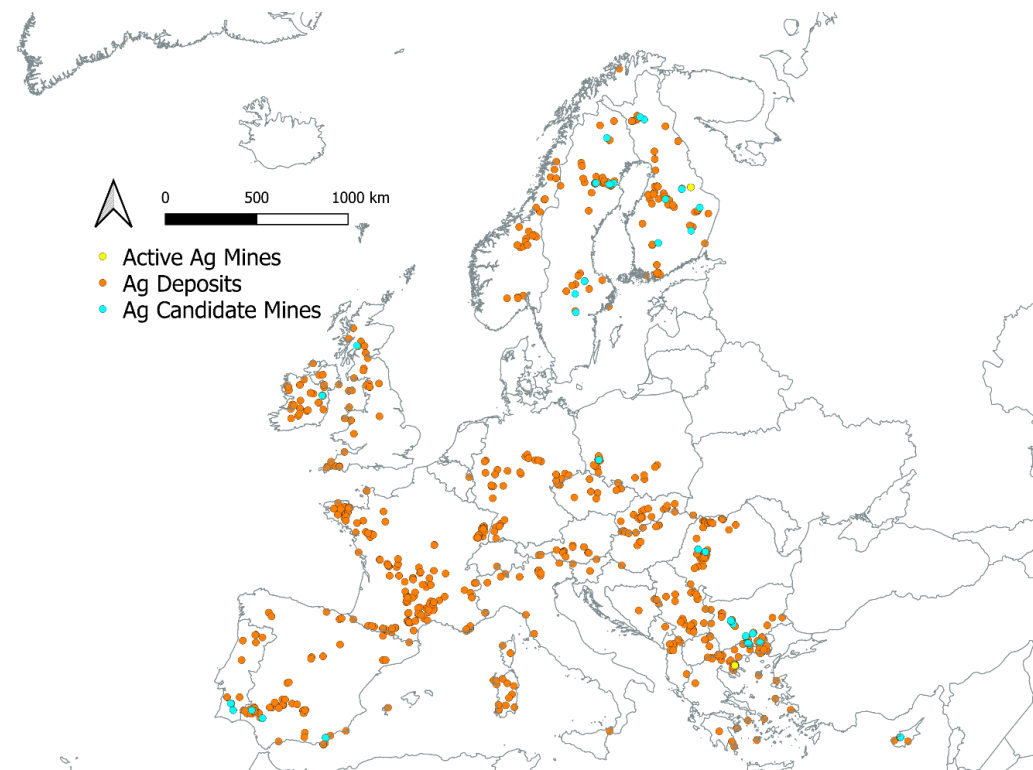 0 500 1000 km
Active Ag Mines
Ag Deposits
Ag Candidate Mines